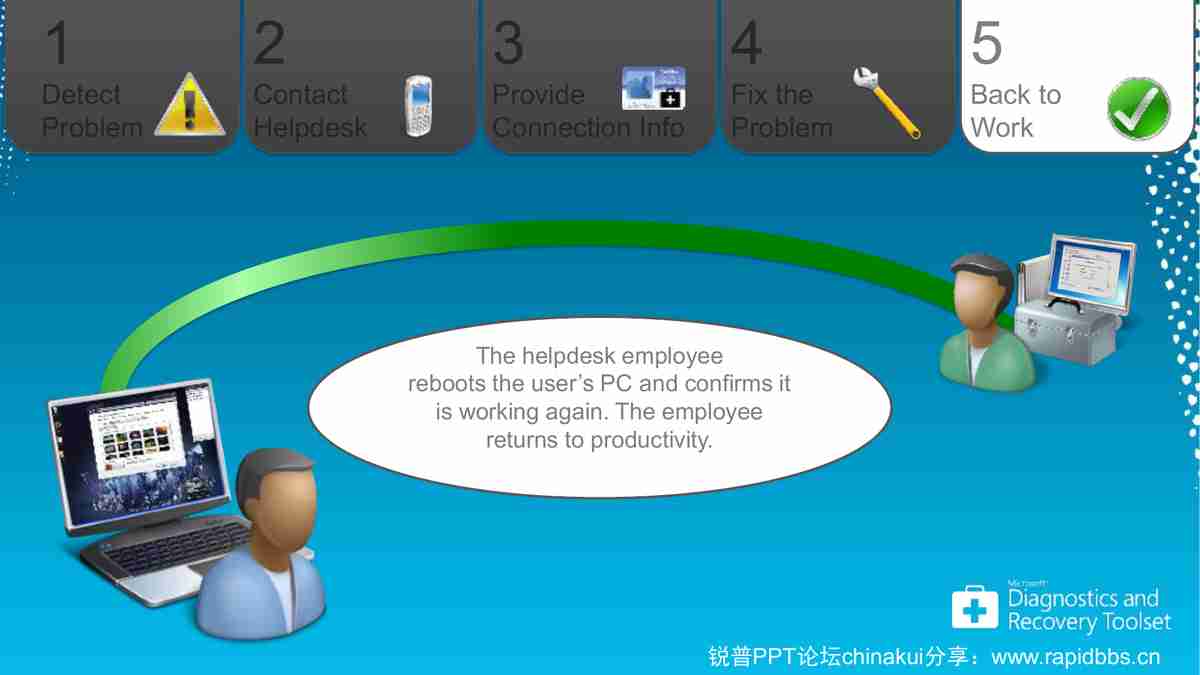 1
Detect
Problem
2
Contact
Helpdesk
3
Provide
Connection Info
4
Fix the
Problem
5
Back to
Work
The helpdesk employee
reboots the user’s PC and confirms it
is working again. The employee
returns to productivity.
Microsoft®
Diagnostics and
Recovery Toolset
锐普PPT论坛chinakui分享：www.rapidbbs.cn